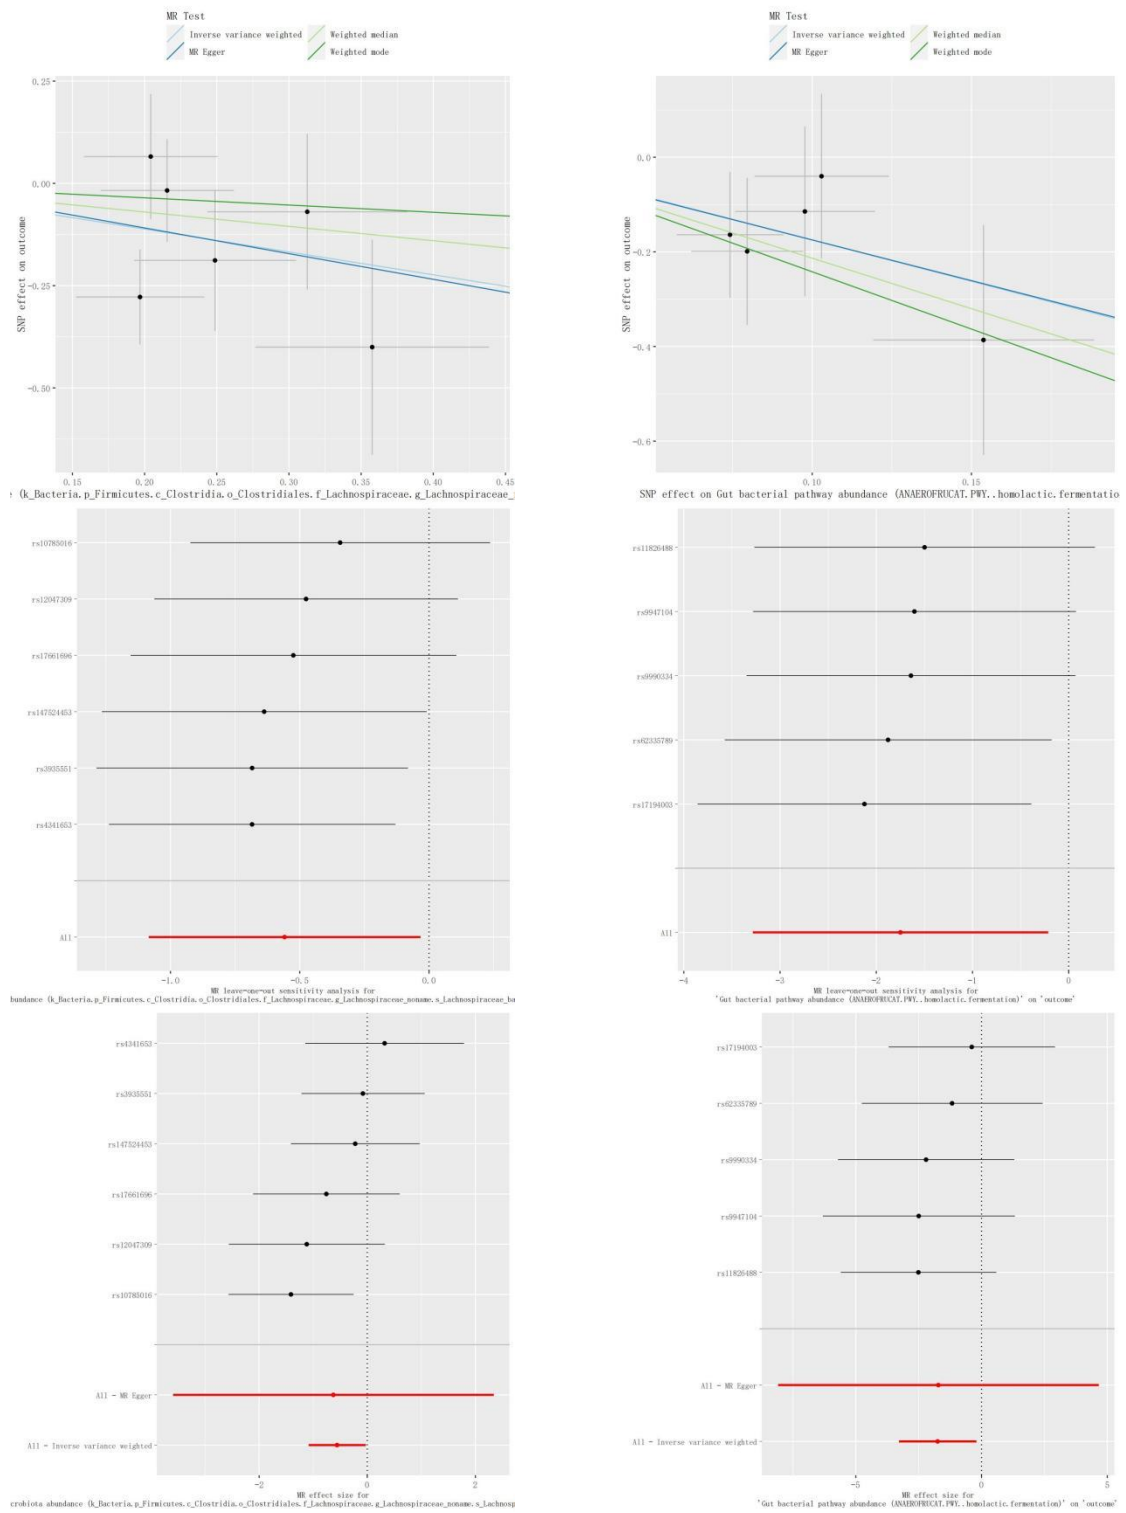 MR Test
Inverse variance weighted
Weighted median
MR Egger
Weighted mode
0.25
0.00
-0.25
-0.50
SNP effect on outcome
0.15 0.20 0.25 0.30 0.35 0.40 0.45
(k_Bacteria.p_Firmicutes.c_Clostridia.o_Clostridiales.f_Lachnospiraceae.g_Lachnospiraceae_
MR Test
Inverse variance weighted
Weighted median
MR Egger
Weighted mode
0.0
-0.2
-0.4
-0.6
SNP effect on outcome
0.10 0.15
SNP effect on Gut bacterial pathway abundance (ANAEROFRUCAT.PWY..homolactic.fermentatio
rs10785016
rs12047309
rs17661696
rs147524453
rs3935551
rs4341653
All
-1.0 -0.5 0.0
MR leave-one-out sensitivity analysis for
bundance (k_Bacteria.p_Firmicutes.c_Clostridia.o_Clostridiales.f_Lachnospiraceae.g_Lachnospiraceae_noname.s_Lachnospiraceae_ba
rs11826488
rs9947104
rs9990334
rs62335789
rs17194003
All
-4 -3 -2 -1 0
MR leave-one-out sensitivity analysis for
'Gut bacterial pathway abundance (ANAEROFRUCAT.PWY..homolactic.fermentation)' on 'outcome'
rs4341653
rs3935551
rs147524453
rs17661696
rs12047309
rs10785016
All - MR Egger
All - Inverse variance weighted
-2 0 2
MR effect size for
crobiota abundance (k_Bacteria.p_Firmicutes.c_Clostridia.o_Clostridiales.f_Lachnospiraceae.g_Lachnospiraceae_noname.s_Lachnosp
rs17194003
rs62335789
rs9990334
rs9947104
rs11826488
All - MR Egger
All - Inverse variance weighted
-5 0 5
MR effect size for
'Gut bacterial pathway abundance (ANAEROFRUCAT.PWY..homolactic.fermentation)' on 'outcome'